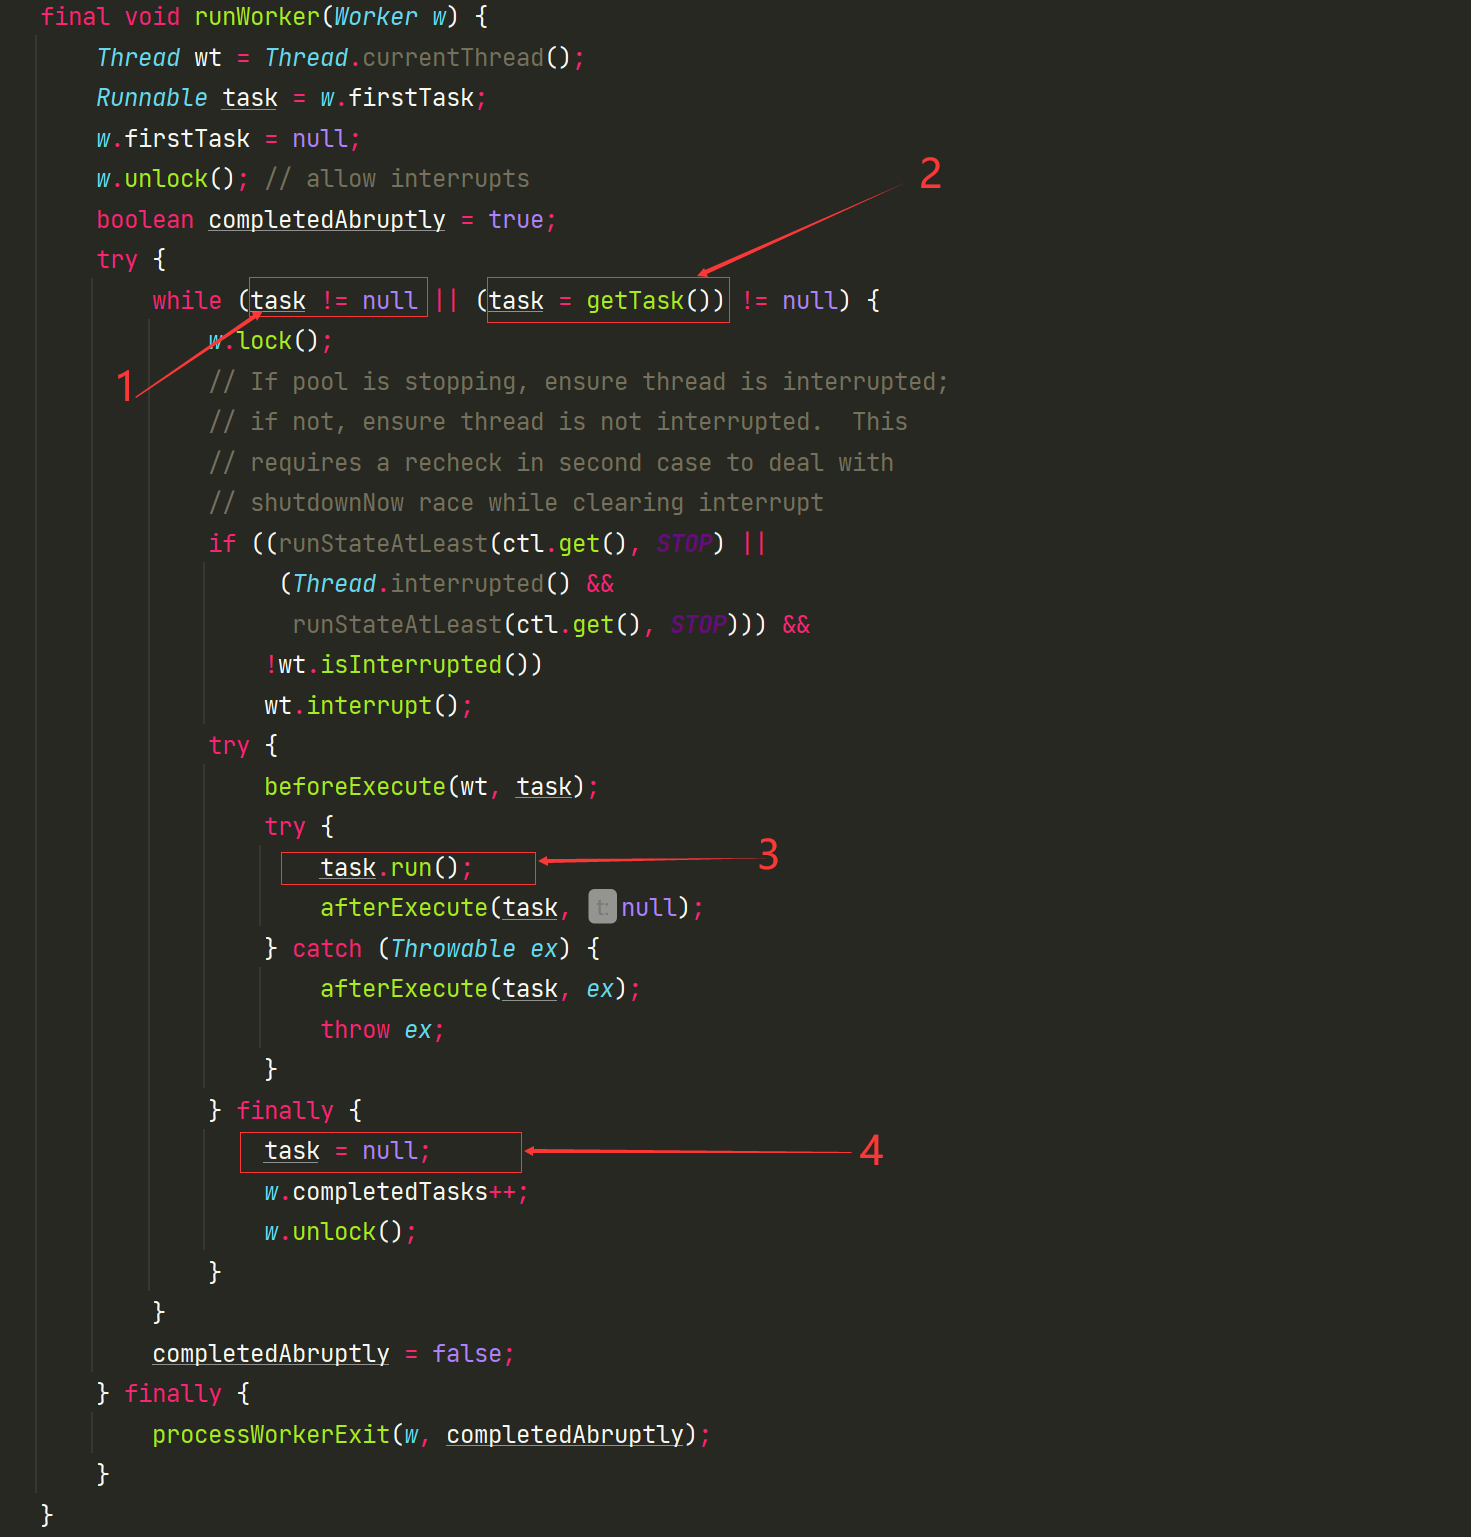 final void runWorker(Worker w) {
Thread wt = Thread.currentThread();
Runnable task = w.firstTask;
w.firstTask = null;
w.unlock(); // allow interrupts
2
boolean completedAbruptly = true;
try {
while (task != null || (task = getTask()) != null) {
w.lock();
1
// If pool is stopping, ensure thread is interrupted;
// if not, ensure thread is not interrupted.  This
// requires a recheck in second case to deal with
// shutdownNow race while clearing interrupt
if ((runStateAtLeast(ctl.get(), STOP) ||
(Thread.interrupted() &&
runStateAtLeast(ctl.get(), STOP))) &&
!wt.isInterrupted())
wt.interrupt();
try {
beforeExecute(wt, task);
try {
task.run();
3
afterExecute(task, t: null);
} catch (Throwable ex) {
afterExecute(task, ex);
throw ex;
}
} finally {
task = null;
4
w.completedTasks++;
w.unlock();
}
}
completedAbruptly = false;
} finally {
processWorkerExit(w, completedAbruptly);
}
}